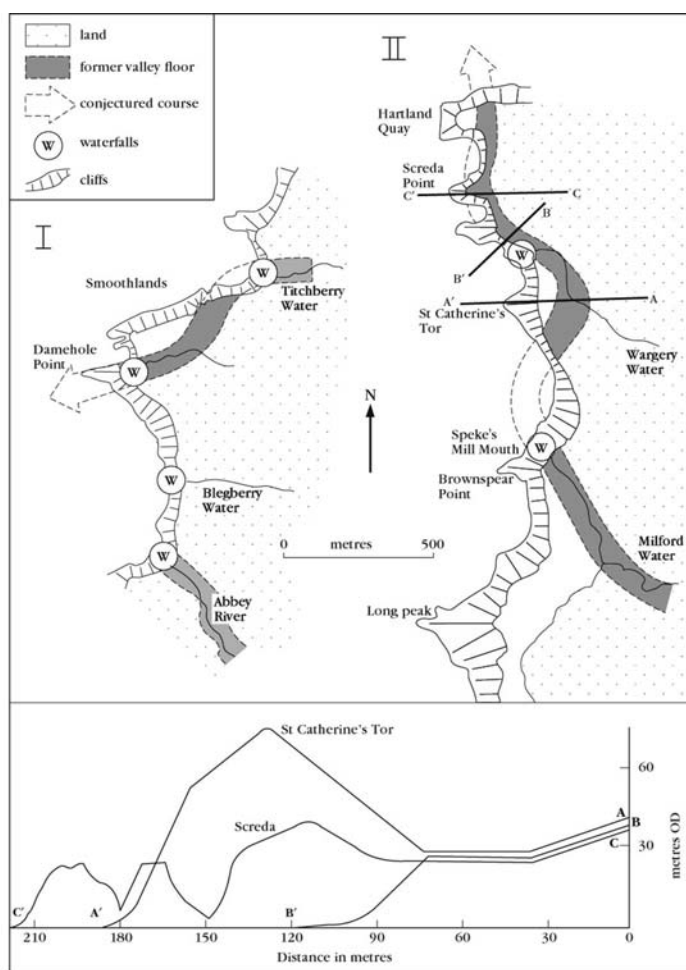 land
former valley floor
conjectured course
W
waterfalls
cliffs
I
Smoothlands
W
Titchberry
Water
Damehole
Point
W
W
Blegberry
Water
W
Abbey
River
N
0 metres 500
II
Hartland
Quay
Screda
Point
C' C
B
W
B'
A' A
St Catherine's
Tor
Wargery
Water
Speke's
Mill Mouth
W
Brownspear
Point
Milford
Water
Long peak
St Catherine's Tor
60
metres OD
Screda
A
B
C
30
C' A' B'
210 180 150 120 90 60 30 0
Distance in metres